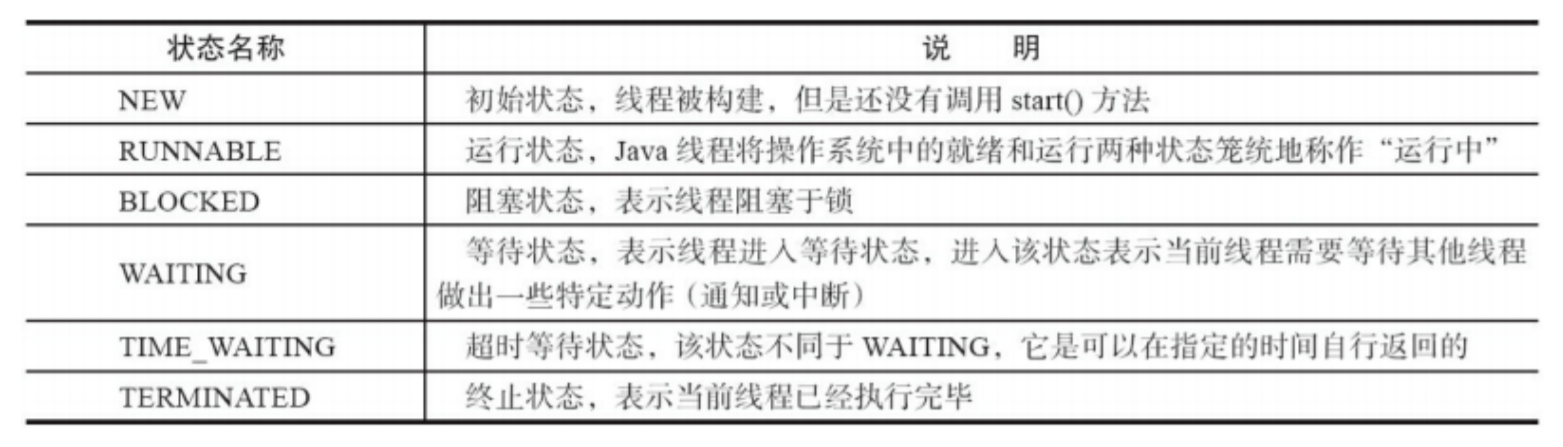 状态名称 说 明
NEW 初始状态，线程被构建，但是还没有调用 start() 方法
RUNNABLE 运行状态，Java 线程将操作系统中的就绪和运行两种状态笼统地称作“运行中”
BLOCKED 阻塞状态，表示线程阻塞于锁
WAITING 等待状态，表示线程进入等待状态，进入该状态表示当前线程需要等待其他线程
做出一些特定动作（通知或中断）
TIME_WAITING 超时等待状态，该状态不同于 WAITING，它是可以在指定的时间自行返回的
TERMINATED 终止状态，表示当前线程已经执行完毕